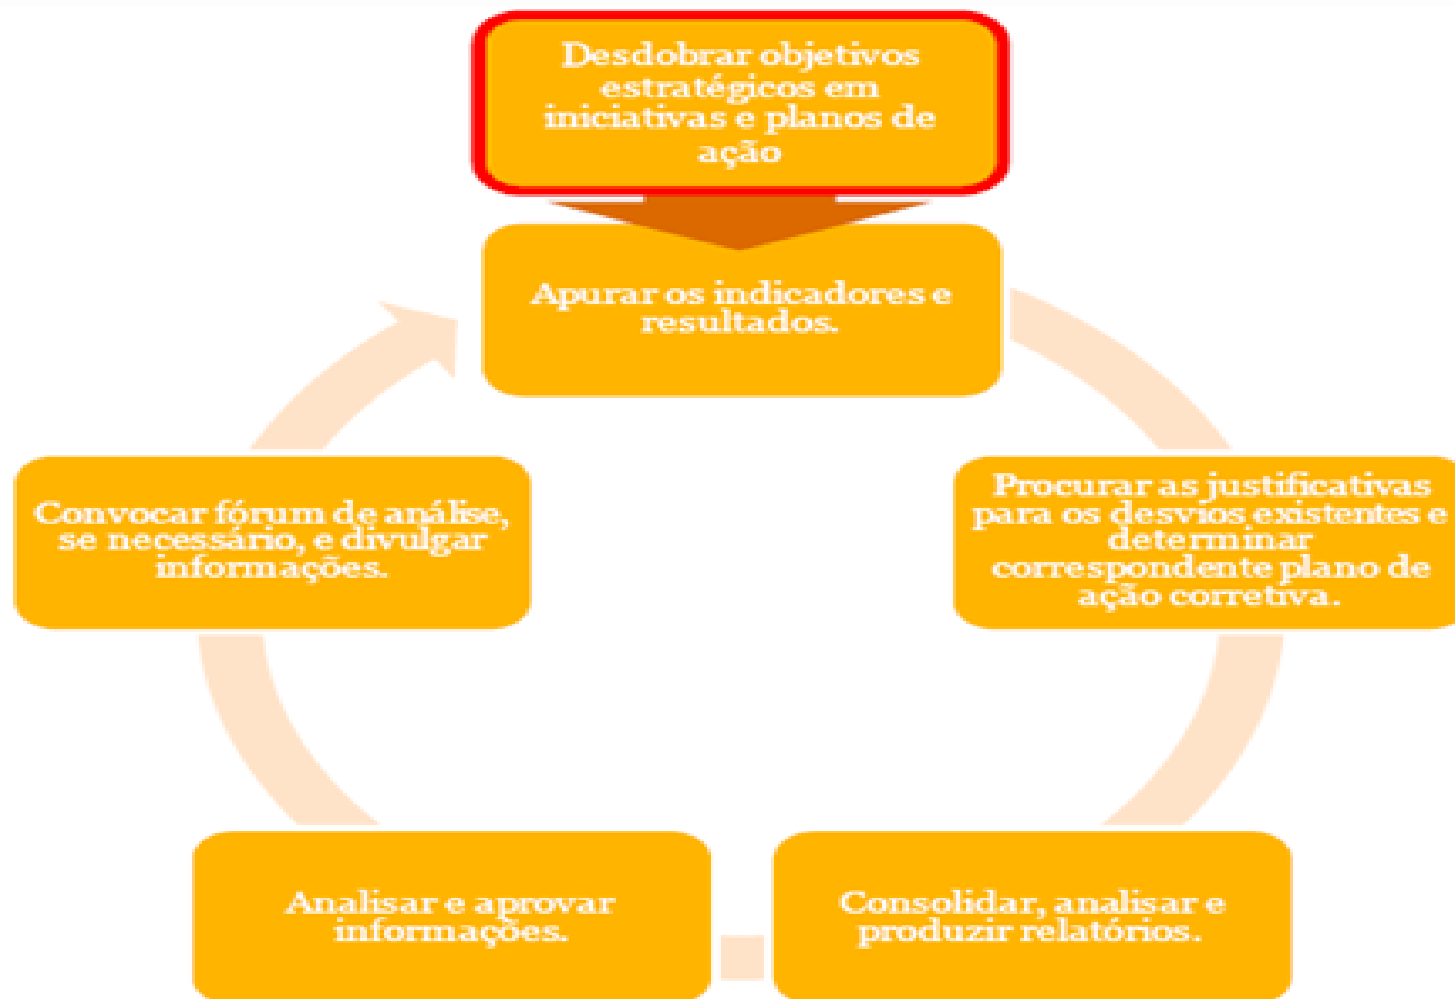 Desdobrar objetivos
estratégicos em
iniciativas e planos de
ação
Apurar os indicadores e
resultados.
Procurar as justificativas
para os desvios existentes e
determinar
correspondente plano de
ação corretiva.
Consolidar, analisar e
produzir relatórios.
Analisar e aprovar
informações.
Convocar fórum de análise,
se necessário, e divulgar
informações.